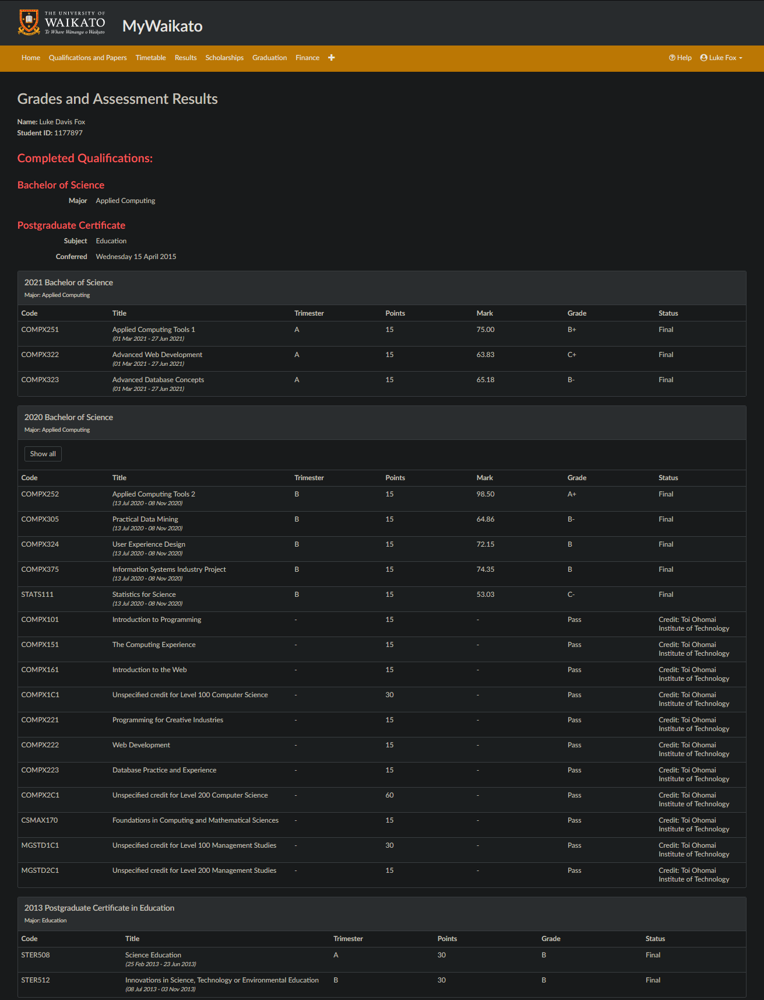 THE UNIVERSITY OF
WAIKATO
Te Whare Wānanga o Waikato
MyWaikato
Home Qualifications and Papers Timetable Results Scholarships Graduation Finance Help Luke Fox
Grades and Assessment Results
Name: Luke Davis Fox
Student ID: 1177897
Completed Qualifications:
Bachelor of Science
Major Applied Computing
Postgraduate Certificate
Subject Education
Conferred Wednesday 15 April 2015
2021 Bachelor of Science
Major: Applied Computing
Code Title Trimester Points Mark Grade Status
COMPX251 Applied Computing Tools 1 A 15 75.00 B+ Final
(01 Mar 2021 - 27 Jun 2021)
COMPX322 Advanced Web Development A 15 63.83 C+ Final
(01 Mar 2021 - 27 Jun 2021)
COMPX323 Advanced Database Concepts A 15 65.18 B- Final
(01 Mar 2021 - 27 Jun 2021)
2020 Bachelor of Science
Major: Applied Computing
Show all
Code Title Trimester Points Mark Grade Status
COMPX252 Applied Computing Tools 2 B 15 98.50 A+ Final
(13 Jul 2020 - 08 Nov 2020)
COMPX305 Practical Data Mining B 15 64.86 B- Final
(13 Jul 2020 - 08 Nov 2020)
COMPX324 User Experience Design B 15 72.15 B Final
(13 Jul 2020 - 08 Nov 2020)
COMPX375 Information Systems Industry Project B 15 74.35 B Final
(13 Jul 2020 - 08 Nov 2020)
STATS111 Statistics for Science B 15 53.03 C- Final
(13 Jul 2020 - 08 Nov 2020)
COMPX101 Introduction to Programming - 15 - Pass Credit: Toi Ohomai
Institute of Technology
COMPX151 The Computing Experience - 15 - Pass Credit: Toi Ohomai
Institute of Technology
COMPX161 Introduction to the Web - 15 - Pass Credit: Toi Ohomai
Institute of Technology
COMPX1C1 Unspecified credit for Level 100 Computer Science - 30 - Pass Credit: Toi Ohomai
Institute of Technology
COMPX221 Programming for Creative Industries - 15 - Pass Credit: Toi Ohomai
Institute of Technology
COMPX222 Web Development - 15 - Pass Credit: Toi Ohomai
Institute of Technology
COMPX223 Database Practice and Experience - 15 - Pass Credit: Toi Ohomai
Institute of Technology
COMPX2C1 Unspecified credit for Level 200 Computer Science - 60 - Pass Credit: Toi Ohomai
Institute of Technology
CSMAX170 Foundations in Computing and Mathematical Sciences - 15 - Pass Credit: Toi Ohomai
Institute of Technology
MGSTD1C1 Unspecified credit for Level 100 Management Studies - 30 - Pass Credit: Toi Ohomai
Institute of Technology
MGSTD2C1 Unspecified credit for Level 200 Management Studies - 15 - Pass Credit: Toi Ohomai
Institute of Technology
2013 Postgraduate Certificate in Education
Major: Education
Code Title Trimester Points Grade Status
STER508 Science Education A 30 B Final
(25 Feb 2013 - 23 Jun 2013)
STER512 Innovations in Science, Technology or Environmental Education B 30 B Final
(08 Jul 2013 - 03 Nov 2013)